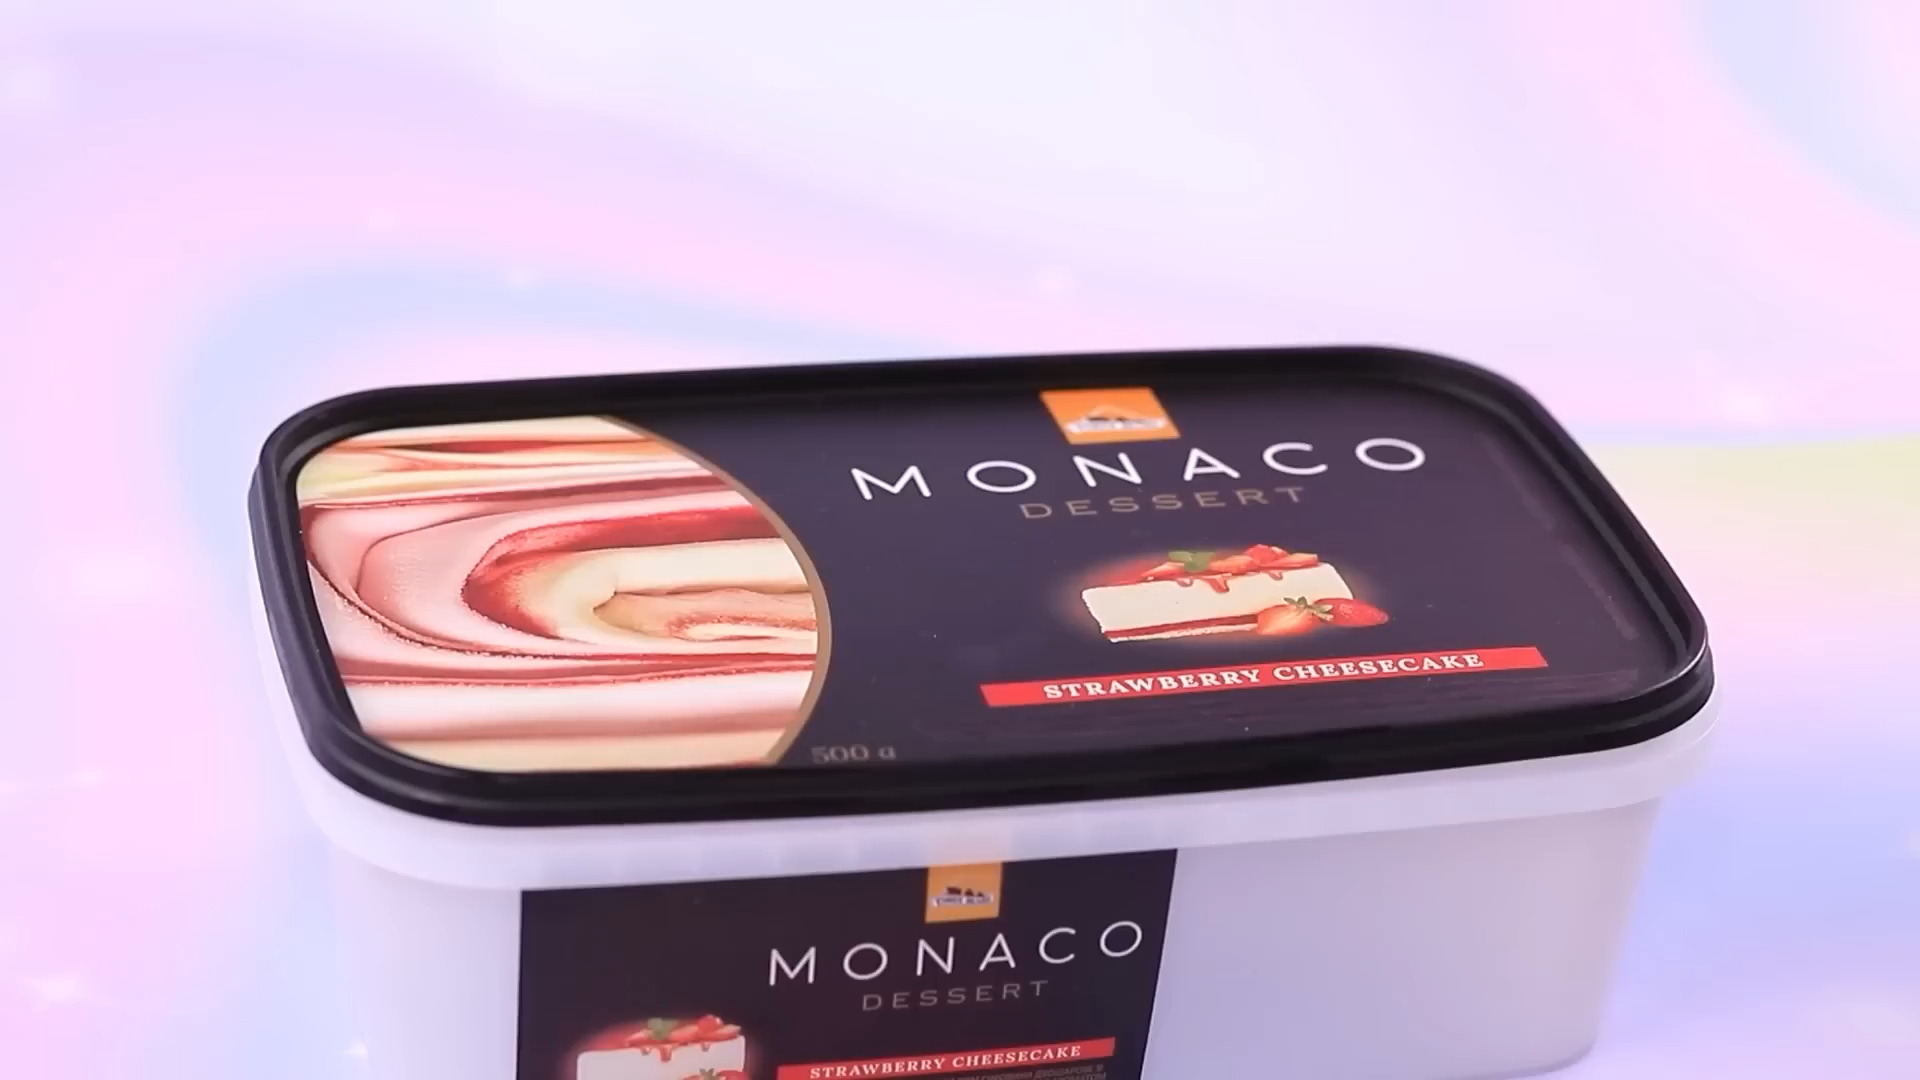 MONACO
DESSERT
STRAWBERRY CHEESECAKE
500 g
MONACO
DESSERT
STRAWBERRY CHEESECAKE